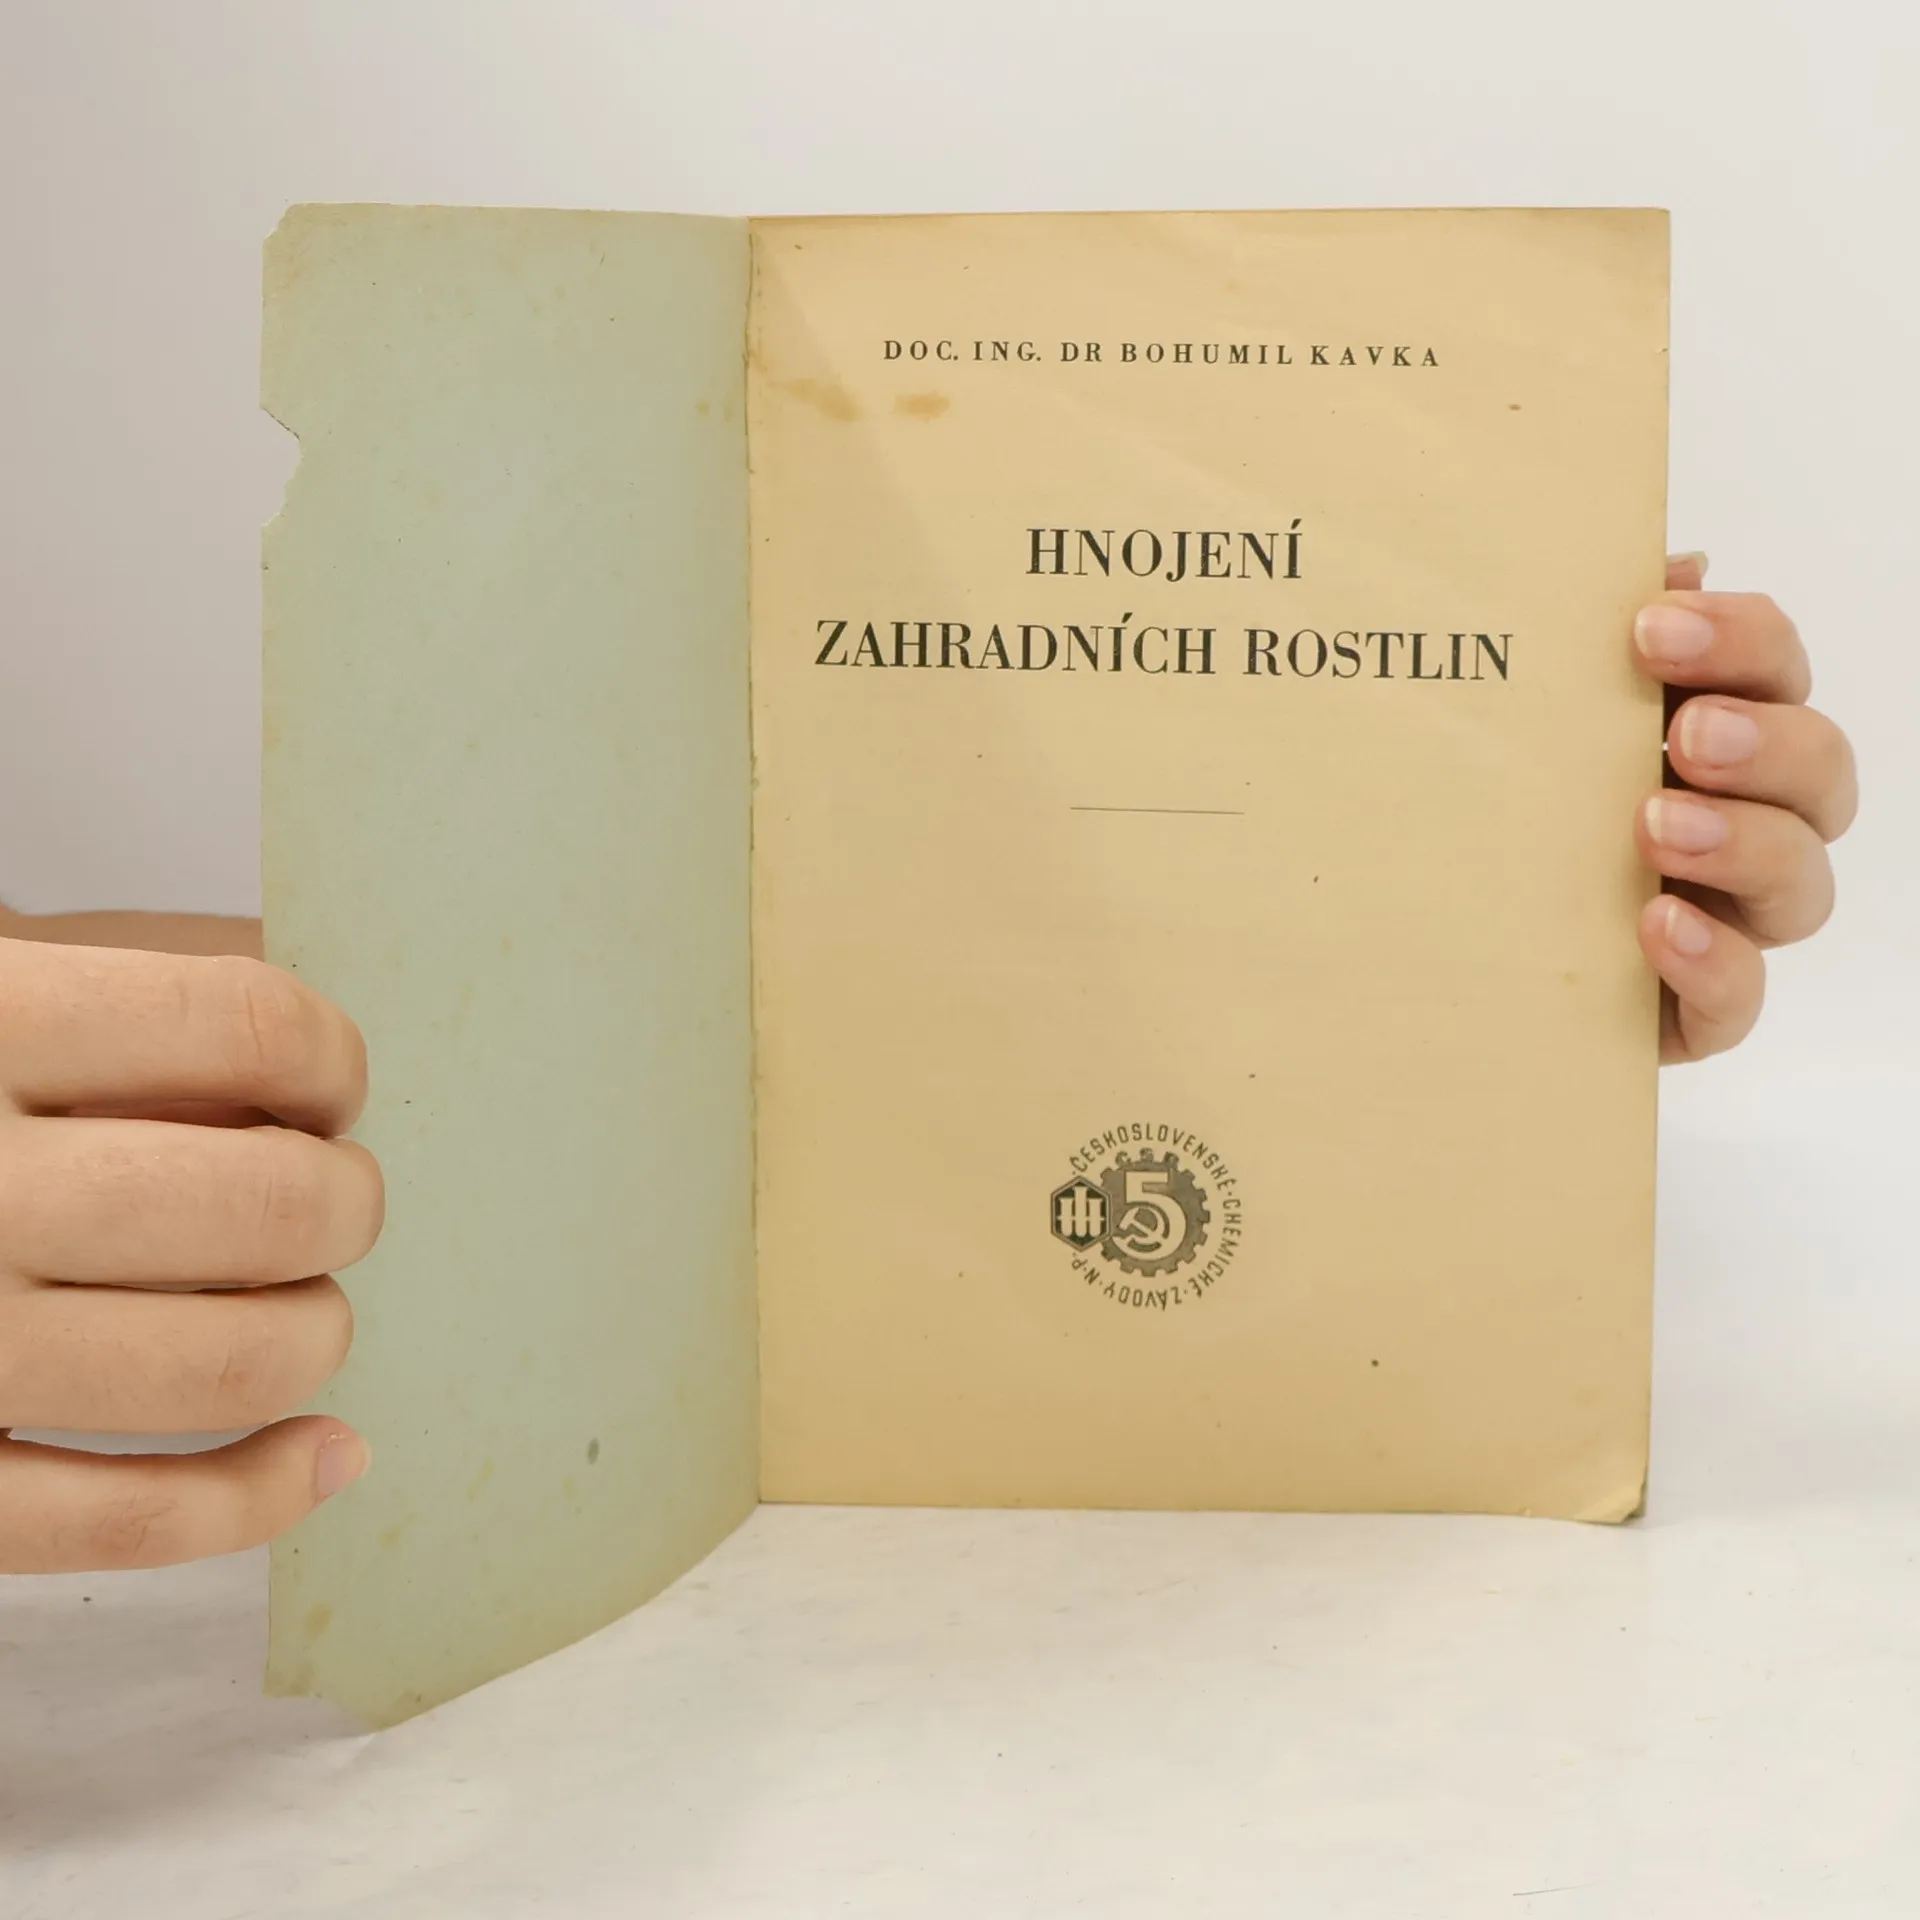 DOC. ING. DR BOHUMIL KAVKA
HNOJENÍ
ZAHRADNÍCH ROSTLIN
ČESKOSLOVENSKÉ·CHEMICKÉ·ZÁVODY·N·P·
ČSR
5